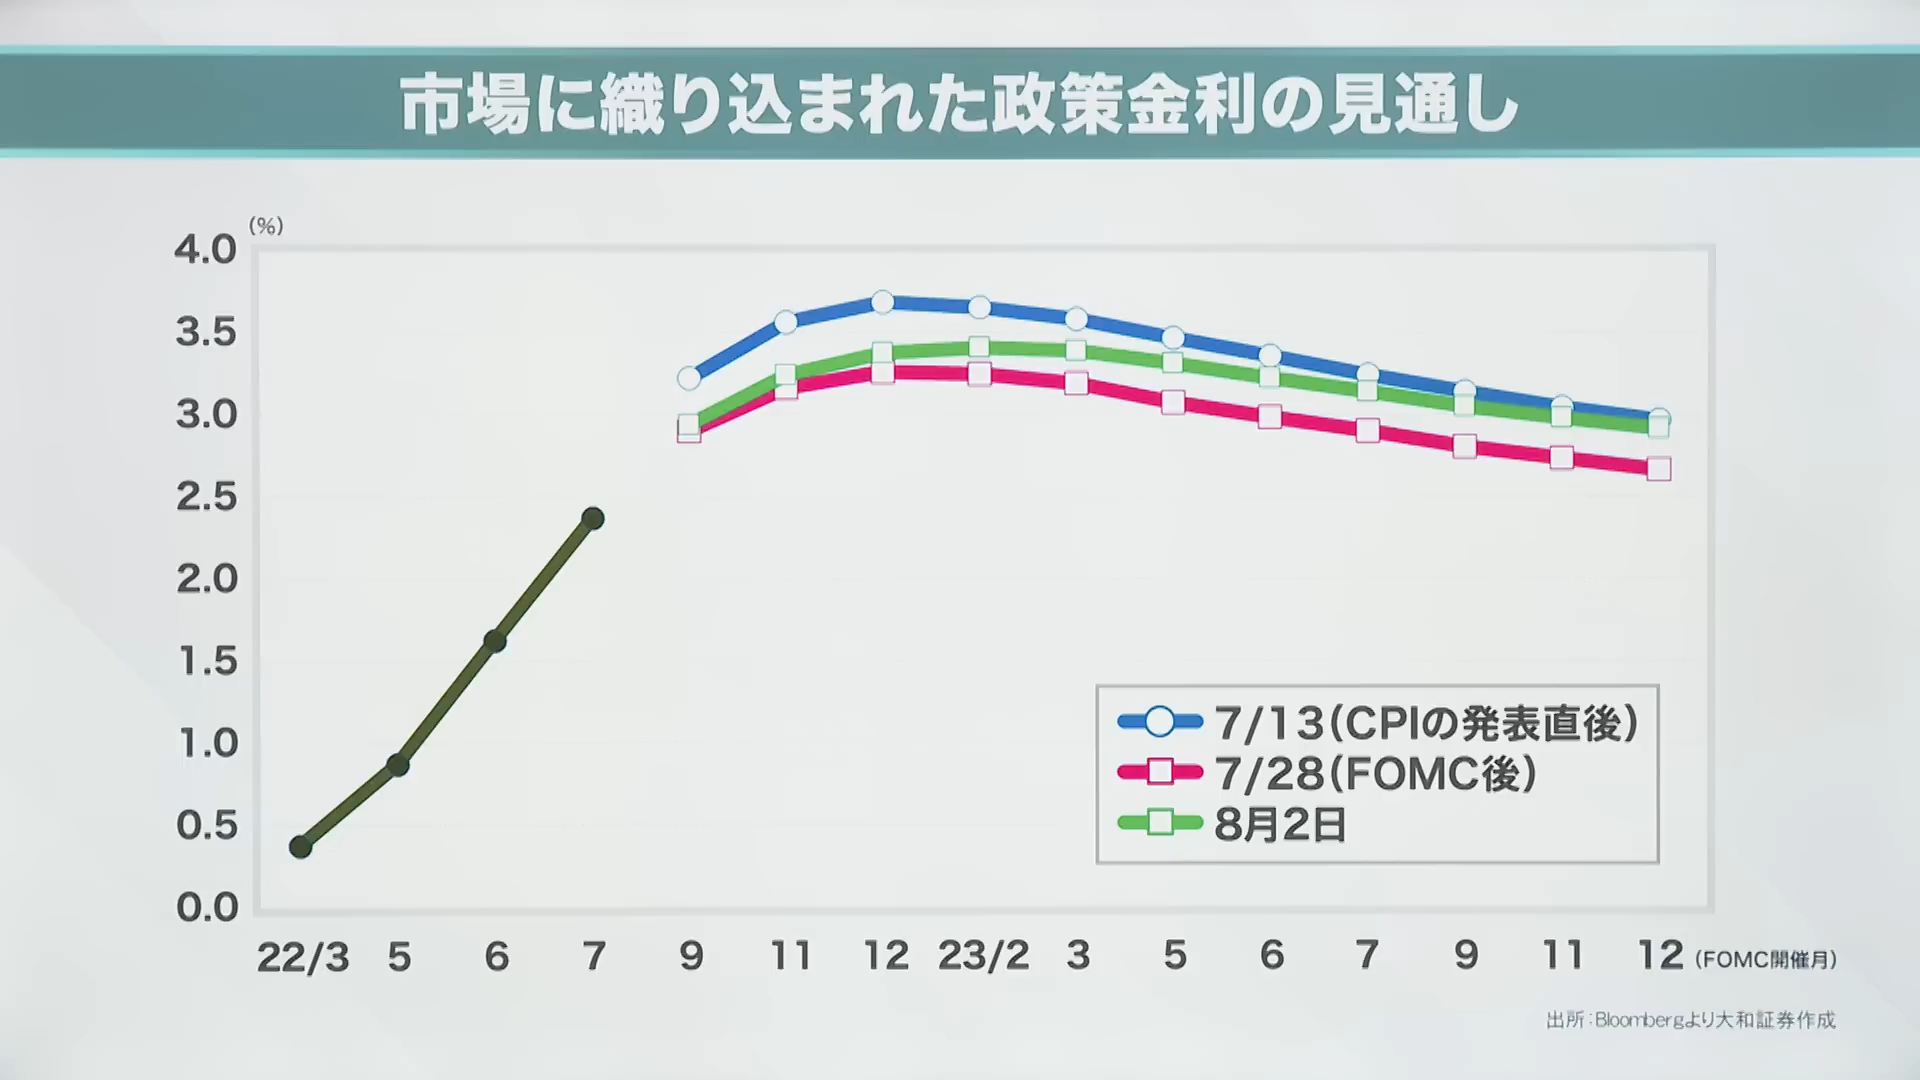 市場に織り込まれた政策金利の見通し
(%)
4.0
3.5
3.0
2.5
2.0
1.5
1.0
0.5
0.0
7/13(CPIの発表直後)
7/28(FOMC後)
8月2日
22/3 5 6 7 9 11 12 23/2 3 5 6 7 9 11 12 (FOMC開催月)
出所:Bloombergより大和証券作成